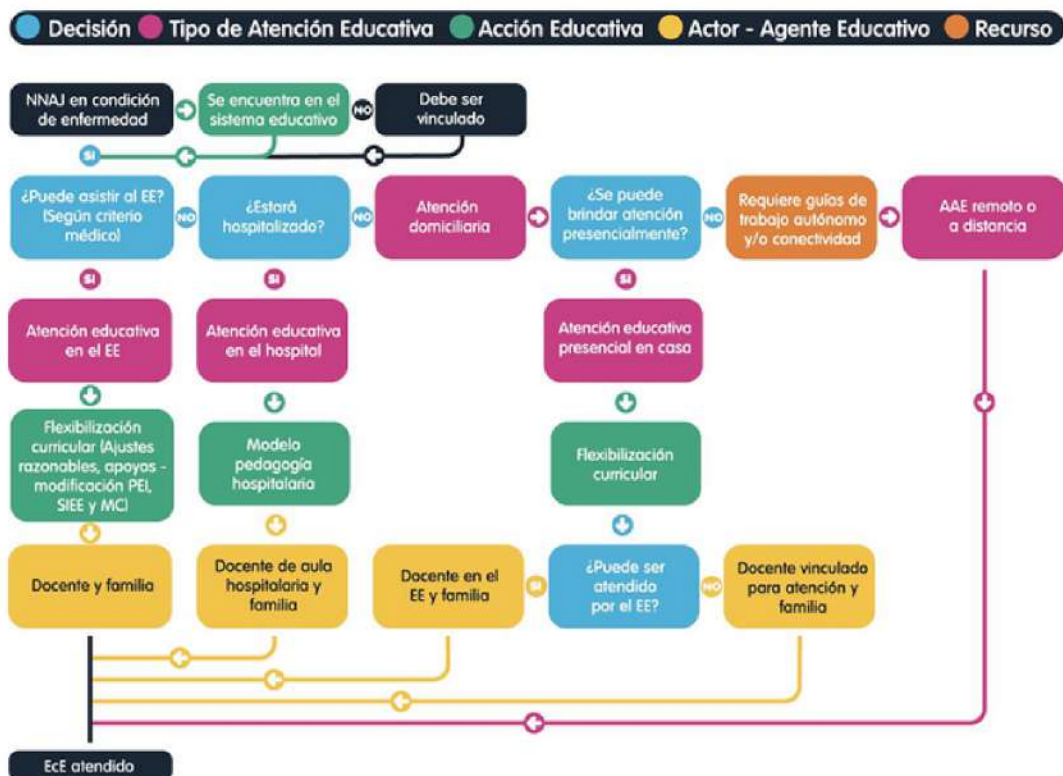 Decisión Tipo de Atención Educativa Acción Educativa Actor - Agente Educativo Recurso
NNAJ en condición
de enfermedad
Se encuentra en el
sistema educativo
NO
Debe ser
vinculado
SI
¿Puede asistir al EE?
(Según criterio
médico)
NO
¿Estará
hospitalizado?
NO
Atención
domiciliaria
¿Se puede
brindar atención
presencialmente?
NO
Requiere guías de
trabajo autónomo
y/o conectividad
AAE remoto o
a distancia
SI
SI
SI
Atención educativa
en el EE
Atención educativa
en el hospital
Atención educativa
presencial en casa
Flexibilización
curricular (Ajustes
razonables, apoyos -
modificación PEI,
SIEE y MC)
Modelo
pedagogía
hospitalaria
Flexibilización
curricular
Docente y familia
Docente de aula
hospitalaria y
familia
Docente en el
EE y familia
SI
¿Puede ser
atendido
por el EE?
NO
Docente vinculado
para atención y
familia
EcE atendido